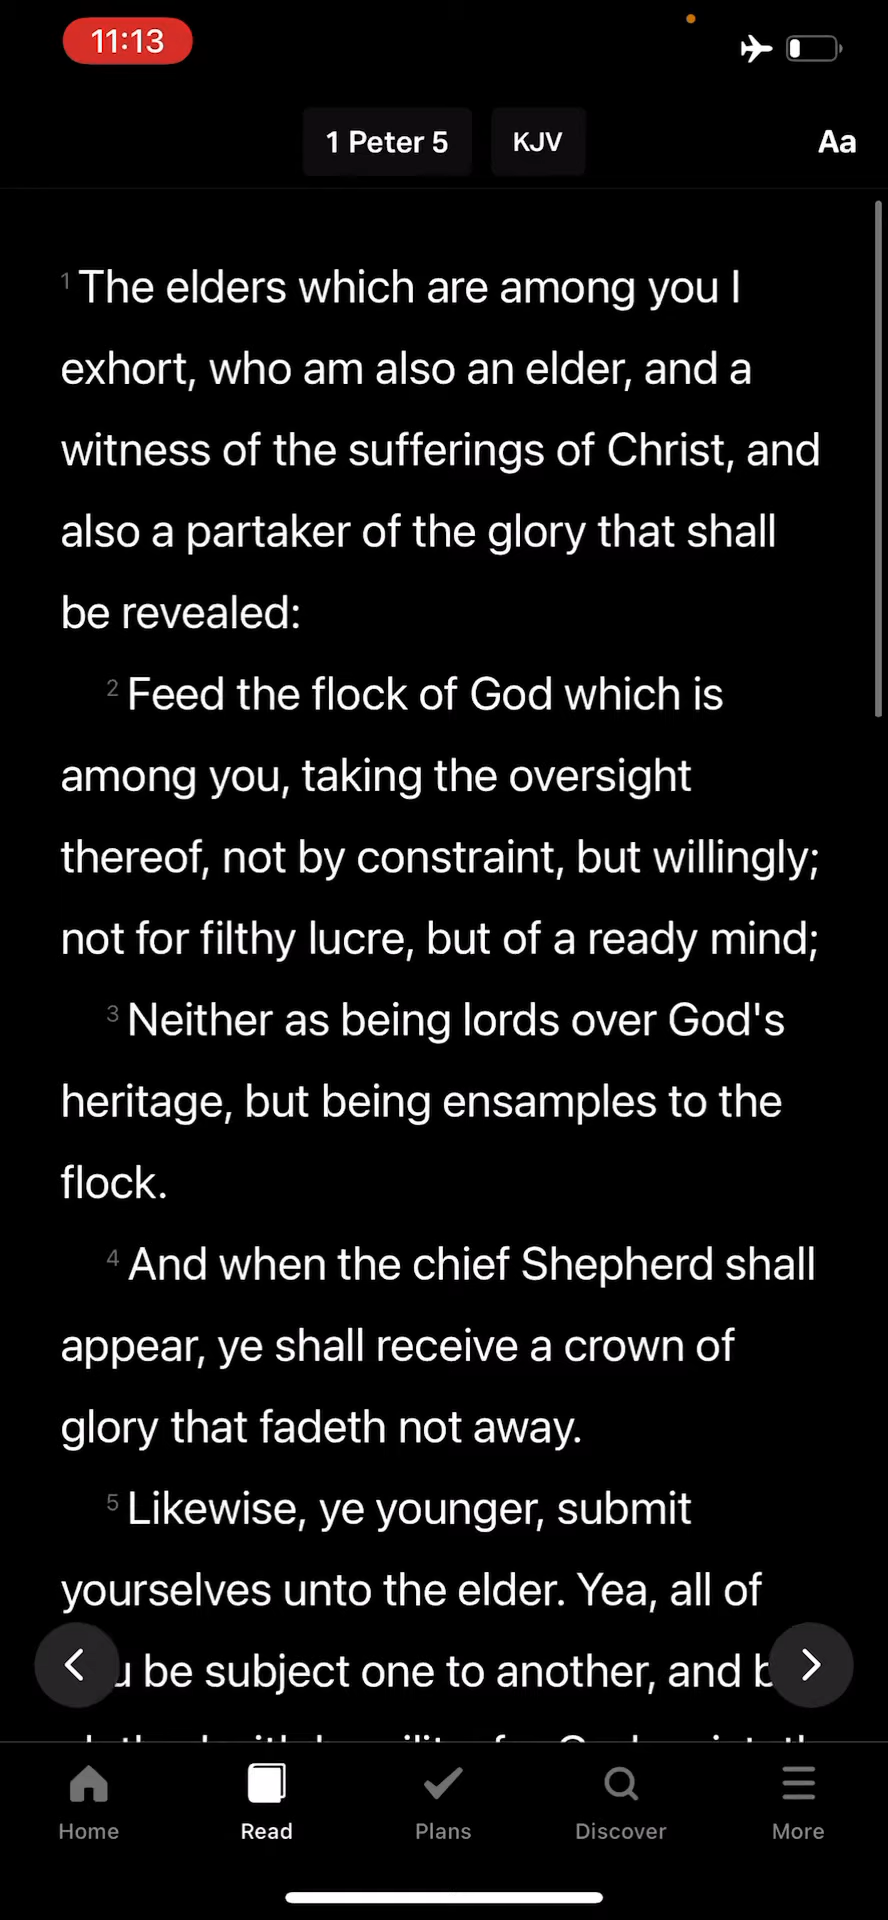 11:13
1 Peter 5 KJV Aa
1 The elders which are among you I
exhort, who am also an elder, and a
witness of the sufferings of Christ, and
also a partaker of the glory that shall
be revealed:
2 Feed the flock of God which is
among you, taking the oversight
thereof, not by constraint, but willingly;
not for filthy lucre, but of a ready mind;
3 Neither as being lords over God's
heritage, but being ensamples to the
flock.
4 And when the chief Shepherd shall
appear, ye shall receive a crown of
glory that fadeth not away.
5 Likewise, ye younger, submit
yourselves unto the elder. Yea, all of
be subject one to another, and
Home Read Plans Discover More